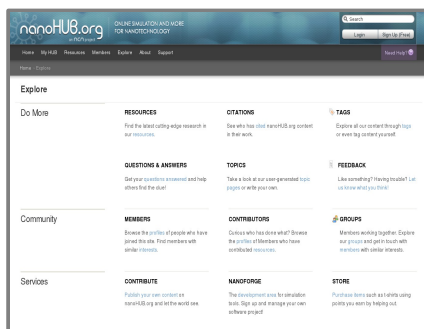 nanoHUB.org
ONLINE SIMULATION AND MORE
FOR NANOTECHNOLOGY
Search
Login
Sign Up (Free)
Home My HUB Resources Members Explore About Support
Need Help?
Home › Explore
Explore
Do More
RESOURCES
Find the latest cutting-edge research in
our resources.
CITATIONS
See who has cited nanoHUB.org content
in their work.
TAGS
Explore all our content through tags
or even tag content yourself.
QUESTIONS & ANSWERS
Get your questions answered and help
others find the clue!
TOPICS
Take a look at our user-generated topic
pages or write your own.
FEEDBACK
Like something? Having trouble? Let
us know what you think!
Community
MEMBERS
Browse the profiles of people who have
joined this site. Find members with
similar interests.
CONTRIBUTORS
Curious who has done what? Browse
the profiles of Members who have
contributed resources.
GROUPS
Members working together. Explore
our groups and get in touch with
members with similar interests.
Services
CONTRIBUTE
Publish your own content on
nanoHUB.org and let the world see.
NANOFORGE
The development area for simulation
tools. Sign up and manage your own
software project!
STORE
Purchase items such as t-shirts using
points you earn by helping out.